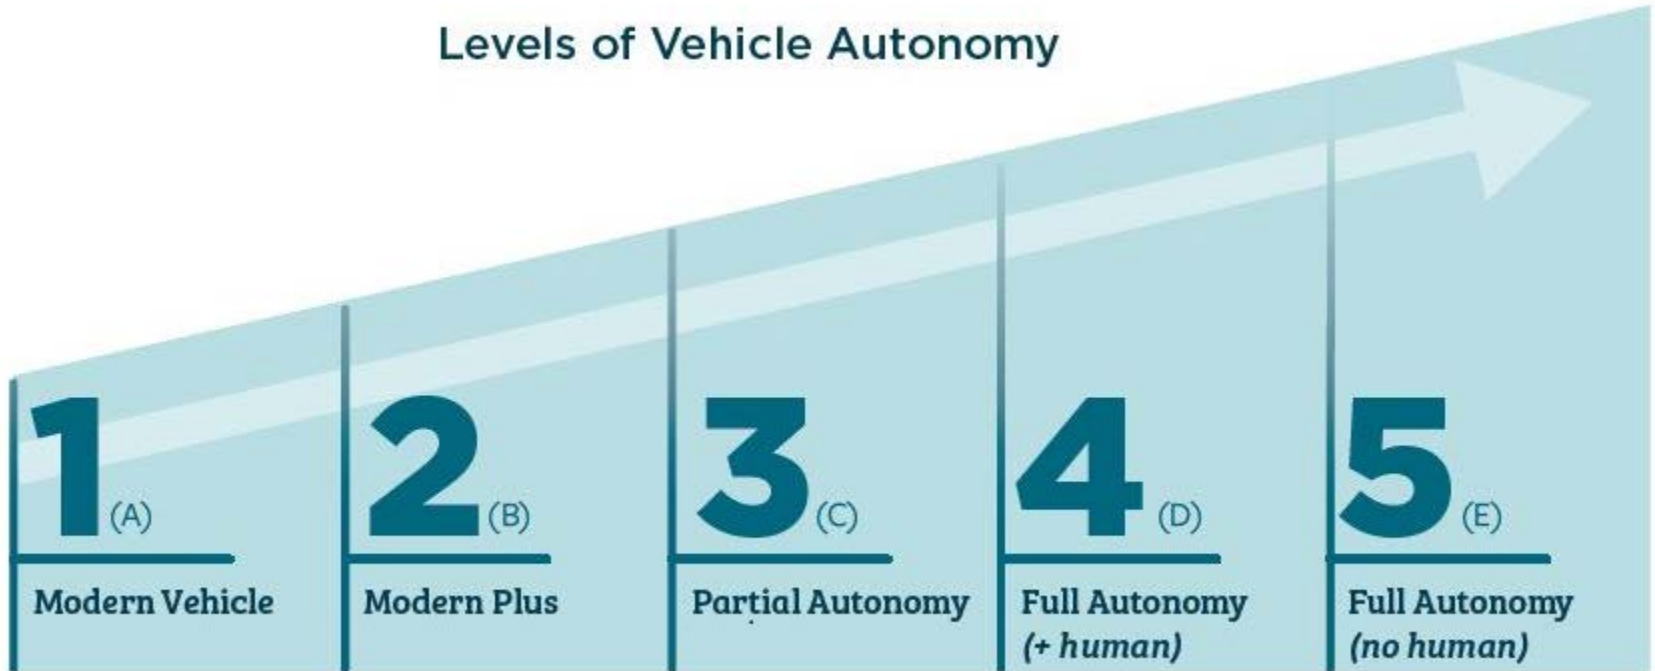 Levels of Vehicle Autonomy
1 (A)
Modern Vehicle
2 (B)
Modern Plus
3 (C)
Partial Autonomy
4 (D)
Full Autonomy
(+ human)
5 (E)
Full Autonomy
(no human)